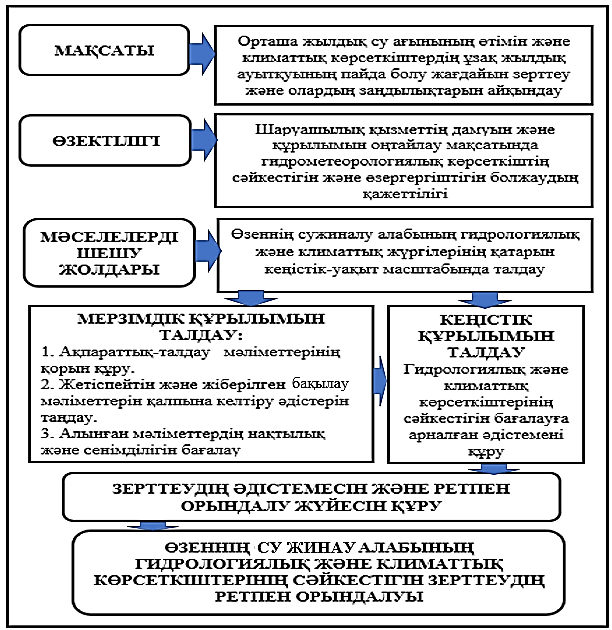 МАҚСАТЫ
Орташа жылдық су ағынының өтімін және
климаттық көрсеткіштердің ұзақ жылдық
ауытқуының пайда болу жағдайын зерттеу
және олардың заңдылықтарын айқындау
ӨЗЕКТІЛІГІ
Шаруашылық қызметтің дамуын және
құрылымын оңтайлау мақсатында
гидрометеорологиялық көрсеткіштің
сәйкестігін және өзергергіштігін болжаудың
қажеттілігі
МӘСЕЛЕЛЕРДІ
ШЕШУ
ЖОЛДАРЫ
Өзеннің сужиналу алабының гидрологиялық
және климаттық жүргілерінің қатарын
кеңістік-уақыт масштабында талдау
МЕРЗІМДІК ҚҰРЫЛЫМЫН
ТАЛДАУ:
1. Ақпараттық-талдау мәліметтерінің
қорын құру.
2. Жетіспейтін және жіберілген бақылау
мәліметтерін қалпына келтіру әдістерін
таңдау.
3. Алынған мәліметтердің нақтылық
және сенімділігін бағалау
КЕҢІСТІК
ҚҰРЫЛЫМЫН
ТАЛДАУ
Гидрологиялық және
климаттық
көрсеткіштерінің
сәйкестігін бағалауға
арналған әдістемені
құру
ЗЕРТТЕУДІҢ ӘДІСТЕМЕСІН ЖӘНЕ РЕТПЕН
ОРЫНДАЛУ ЖҮЙЕСІН ҚҰРУ
ӨЗЕННІҢ СУ ЖИНАУ АЛАБЫНЫҢ
ГИДРОЛОГИЯЛЫҚ ЖӘНЕ КЛИМАТТЫҚ
КӨРСЕТКІШТЕРІНІҢ СӘЙКЕСТІГІН ЗЕРТТЕУДІҢ
РЕТПЕН ОРЫНДАЛУЫ